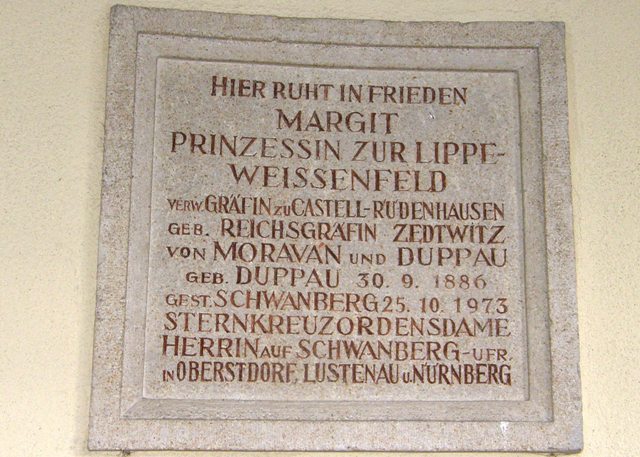 HIER RUHT IN FRIEDEN
MARGIT
PRINZESSIN ZUR LIPPE-
WEISSENFELD
VERW. GRÄFIN ZU CASTELL-RÜDENHAUSEN
GEB. REICHSGRÄFIN ZEDTWITZ
VON MORAVÁN UND DUPPAU
GEB. DUPPAU 30. 9. 1886
GEST. SCHWANBERG 25. 10. 1973
STERNKREUZORDENSDAME
HERRIN AUF SCHWANBERG-UFR.
IN OBERSTDORF, LUSTENAU U. NÜRNBERG